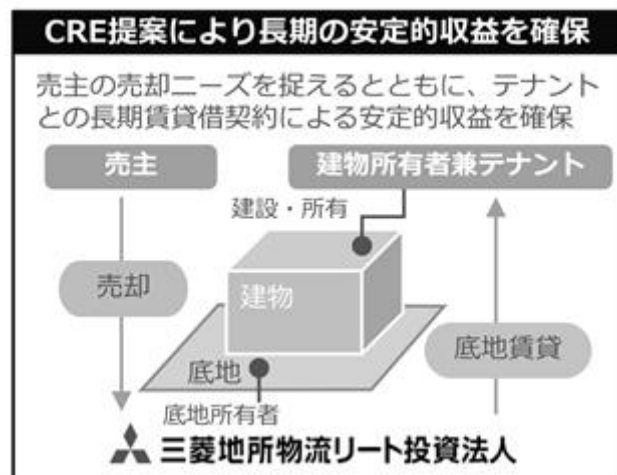 CRE提案により長期の安定的収益を確保
売主の売却ニーズを捉えるとともに、テナント
との長期賃貸借契約による安定的収益を確保
売主
建物所有者兼テナント
建設・所有
売却
建物
底地賃貸
底地
底地所有者
三菱地所物流リート投資法人